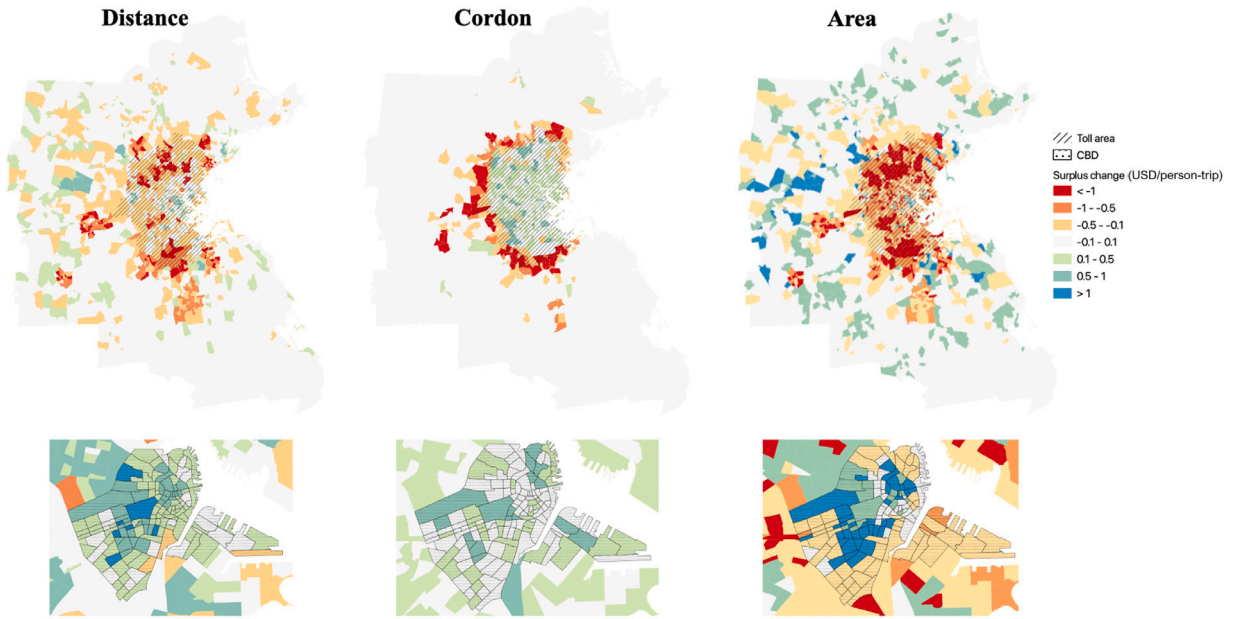 Distance
Cordon
Area
Toll area
CBD
Surplus change (USD/person-trip)
< -1
-1 - -0.5
-0.5 - -0.1
-0.1 - 0.1
0.1 - 0.5
0.5 - 1
> 1